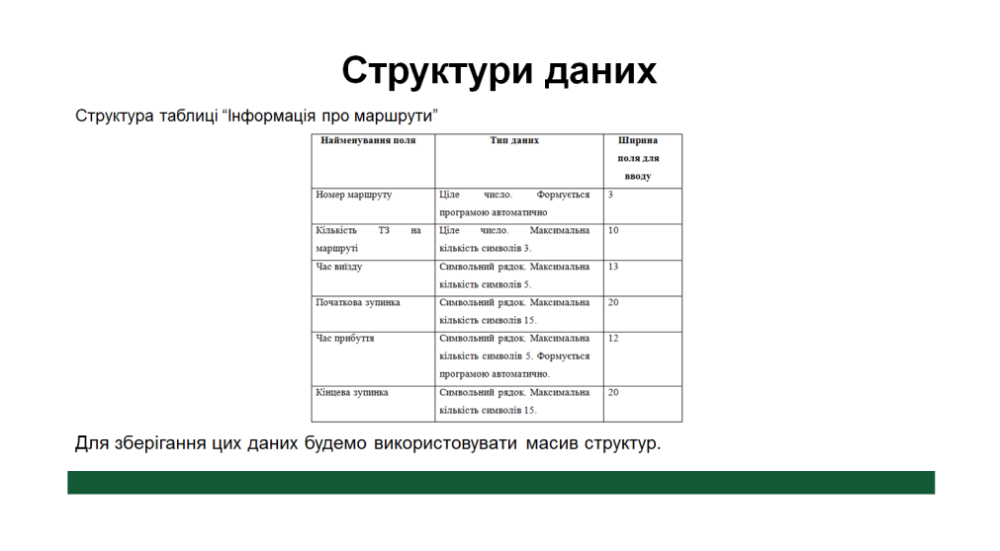 Структури даних
Структура таблиці “Інформація про маршрути”
Найменування поля
Тип даних
Ширина
поля для
вводу
Номер маршруту
Ціле число. Формується
програмою автоматично
3
Кількість ТЗ на
маршруті
Ціле число. Максимальна
кількість символів 3.
10
Час виїзду
Символьний рядок. Максимальна
кількість символів 5.
13
Початкова зупинка
Символьний рядок. Максимальна
кількість символів 15.
20
Час прибуття
Символьний рядок. Максимальна
кількість символів 5. Формується
програмою автоматично.
12
Кінцева зупинка
Символьний рядок. Максимальна
кількість символів 15.
20
Для зберігання цих даних будемо використовувати масив структур.